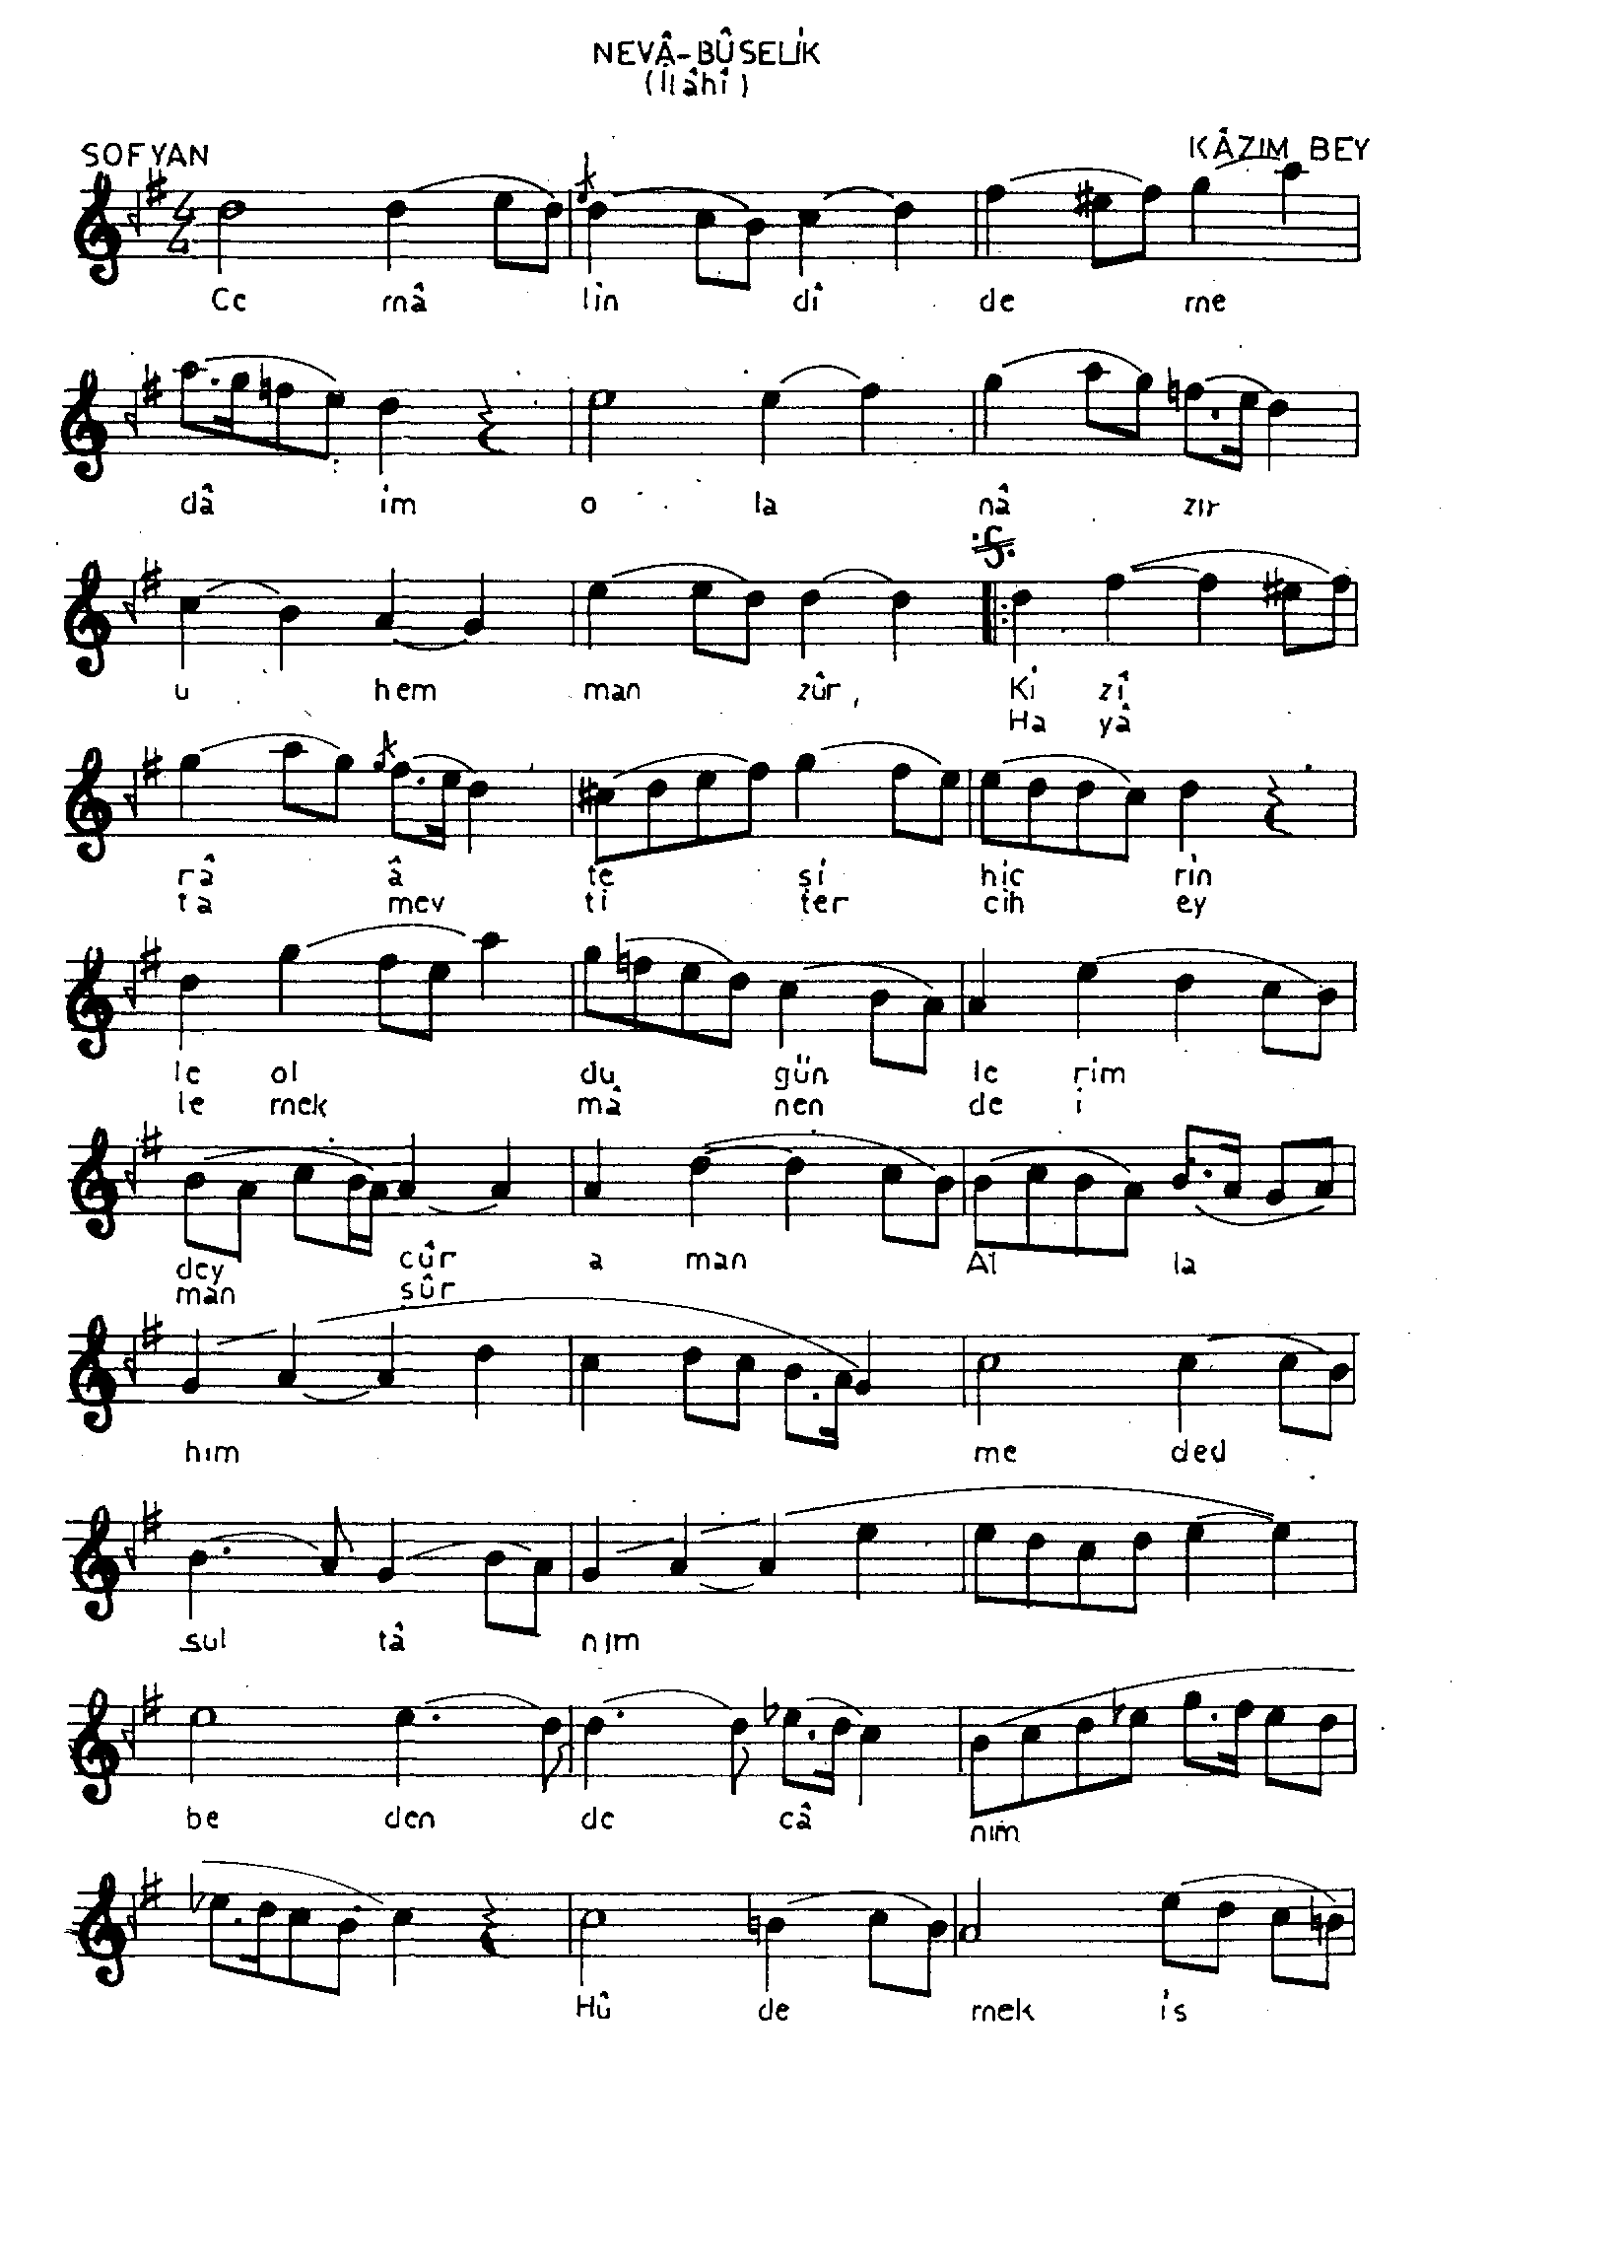 NEVÂ-BÛSELİK
(İlâhî)
SOFYAN
KÂZIM BEY
4
4
Ce mâ lin dî de me
dâ im o la nâ zır
u hem man zûr, Ki zî
Ha yâ
râ â te şi hic rin
ta mev ti ter cih ey
le ol du gün le rim
le mek mâ nen de i
dey cûr a man Al la
man sûr
him me ded
sul tâ nım
be den de câ nım
Hû de mek is